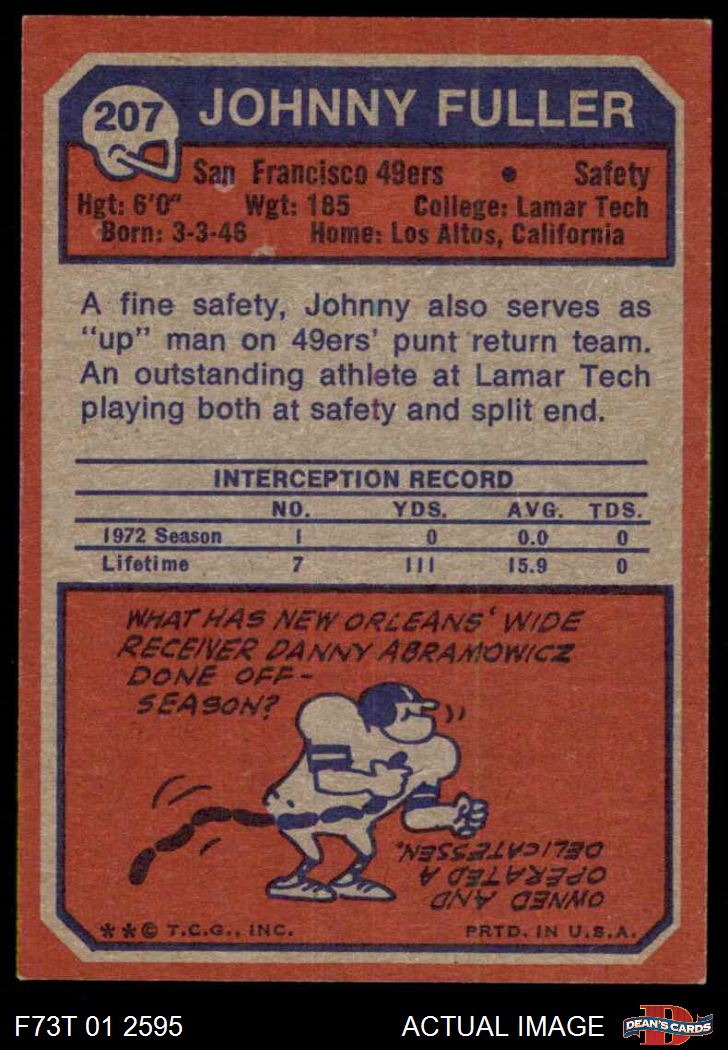 207 JOHNNY FULLER
San Francisco 49ers • Safety
Hgt: 6'0" Wgt: 185 College: Lamar Tech
Born: 3-3-46 Home: Los Altos, California
A fine safety, Johnny also serves as
"up" man on 49ers' punt return team.
An outstanding athlete at Lamar Tech
playing both at safety and split end.
INTERCEPTION RECORD
NO. YDS. AVG. TDS.
1972 Season 1 0 0.0 0
Lifetime 7 111 15.9 0
WHAT HAS NEW ORLEANS' WIDE
RECEIVER DANNY ABRAMOWICZ
DONE OFF-
SEASON?
OWNED AND
OPERATED A
DELICATESSEN.
**© T.C.G., INC. PRTD. IN U.S.A.
F73T 01 2595 ACTUAL IMAGE D DEAN'S CARDS